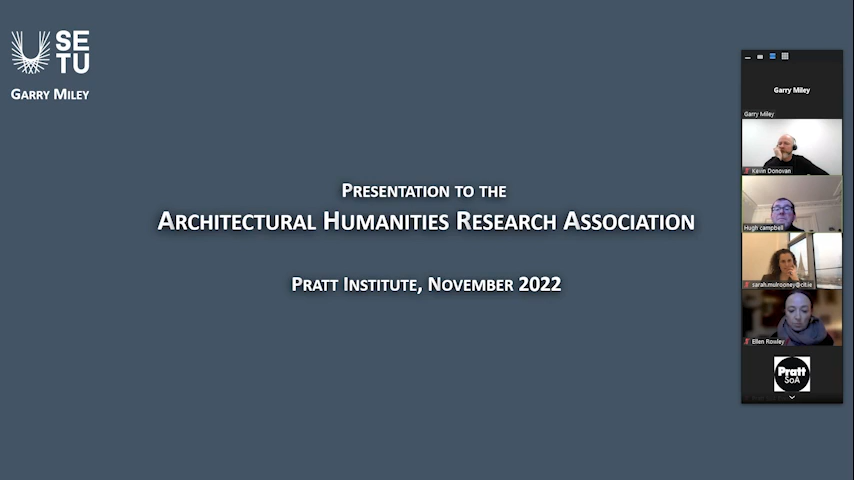 SE
TU
GARRY MILEY
PRESENTATION TO THE
ARCHITECTURAL HUMANITIES RESEARCH ASSOCIATION
PRATT INSTITUTE, NOVEMBER 2022
Garry Miley
Garry Miley
Kevin Donovan
Hugh campbell
sarah.mulrooney@cit.ie
Ellen Rowley
Pratt
SoA